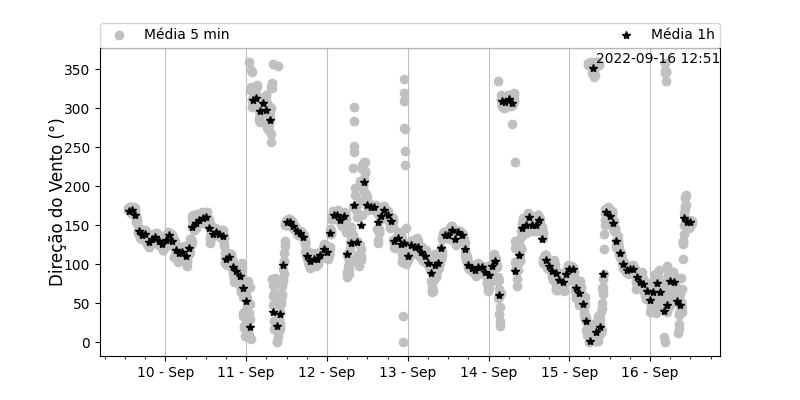 Média 5 min
Média 1h
2022-09-16 12:51
Direção do Vento (°)
350
300
250
200
150
100
50
0
10 - Sep
11 - Sep
12 - Sep
13 - Sep
14 - Sep
15 - Sep
16 - Sep